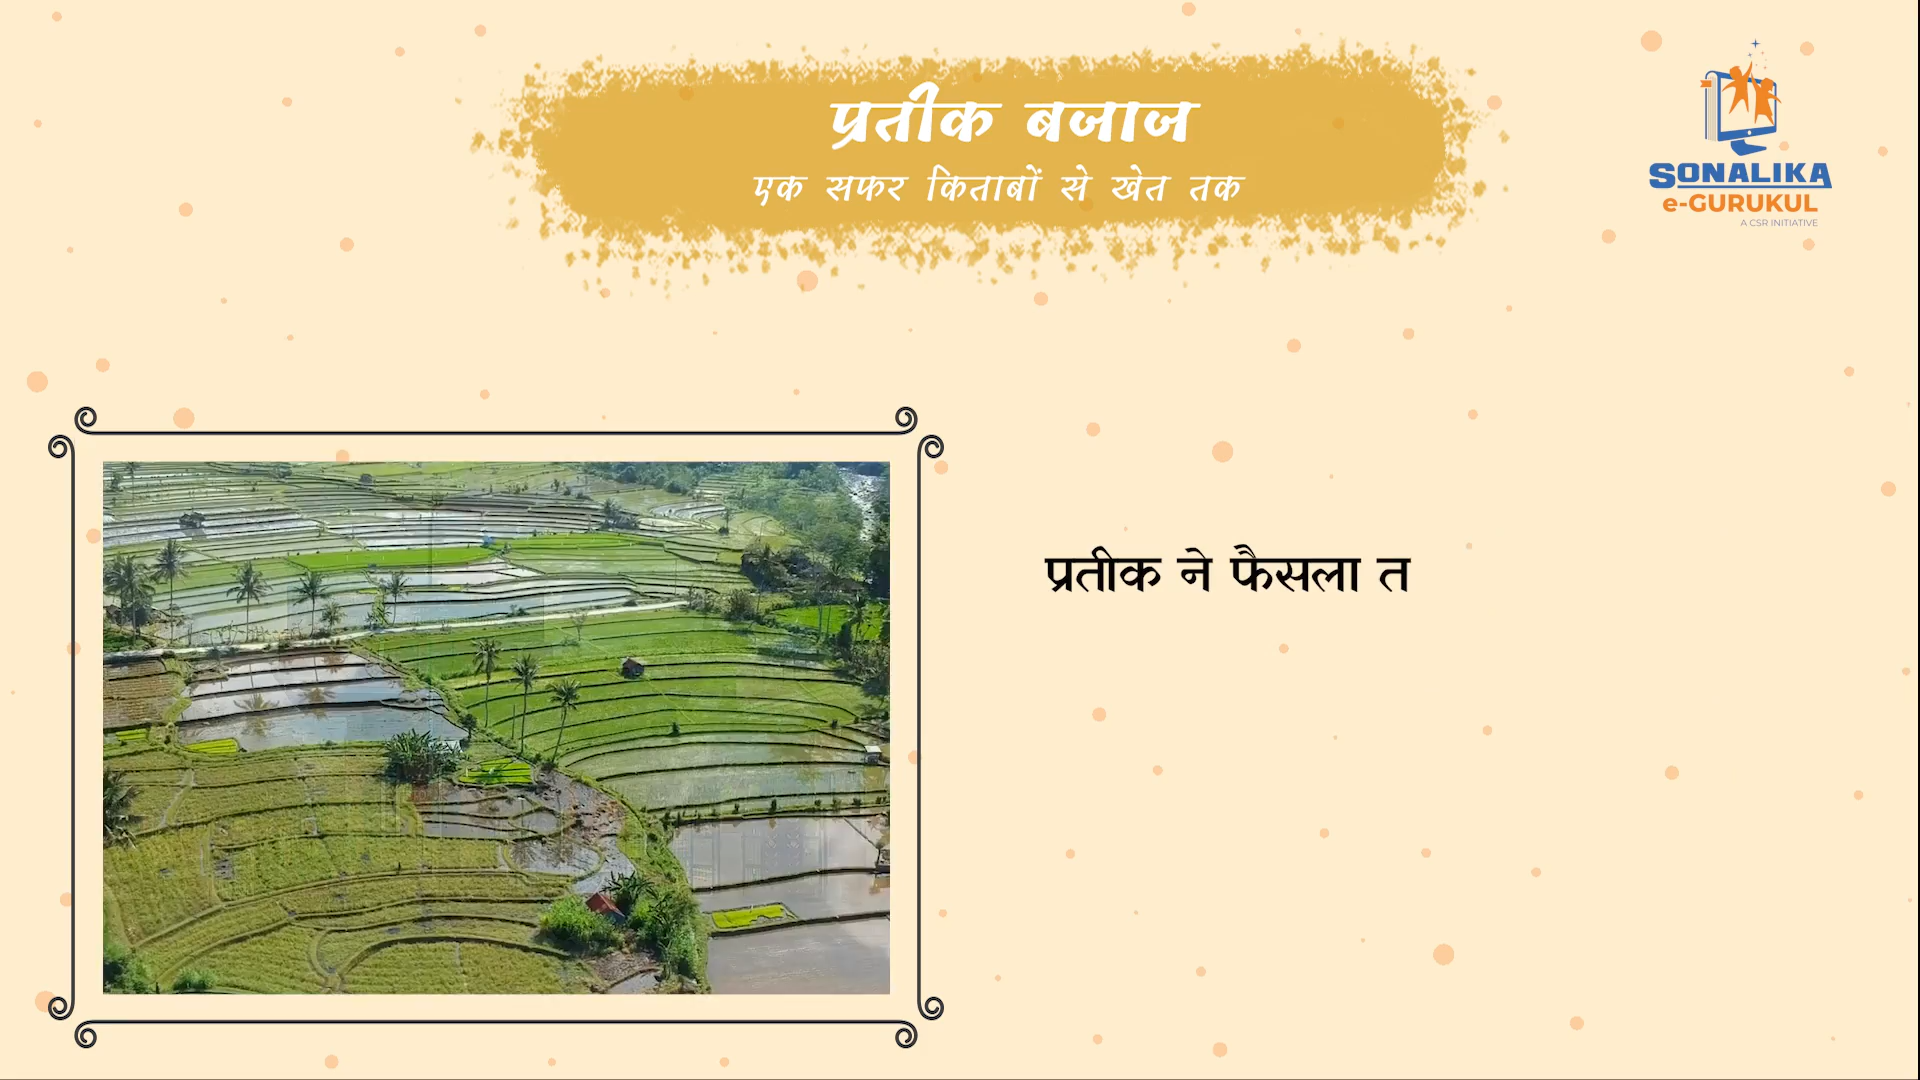 प्रतीक बजाज
एक सफर किताबों से खेत तक
SONALIKA
e-GURUKUL
A CSR INITIATIVE
प्रतीक ने फैसला त